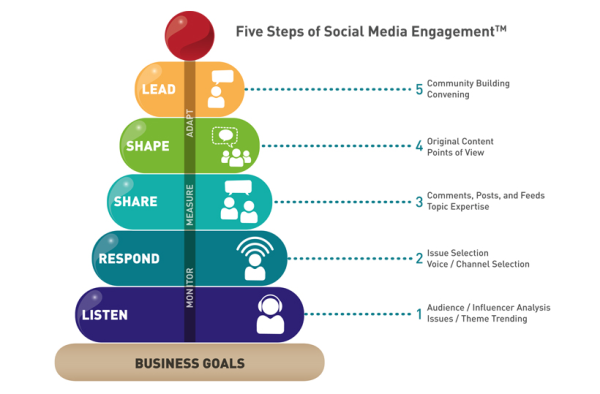 Five Steps of Social Media Engagement™
LEAD
5 Community Building
Convening
SHAPE
4 Original Content
Points of View
SHARE
3 Comments, Posts, and Feeds
Topic Expertise
RESPOND
2 Issue Selection
Voice / Channel Selection
LISTEN
1 Audience / Influencer Analysis
Issues / Theme Trending
ADAPT
MEASURE
MONITOR
BUSINESS GOALS